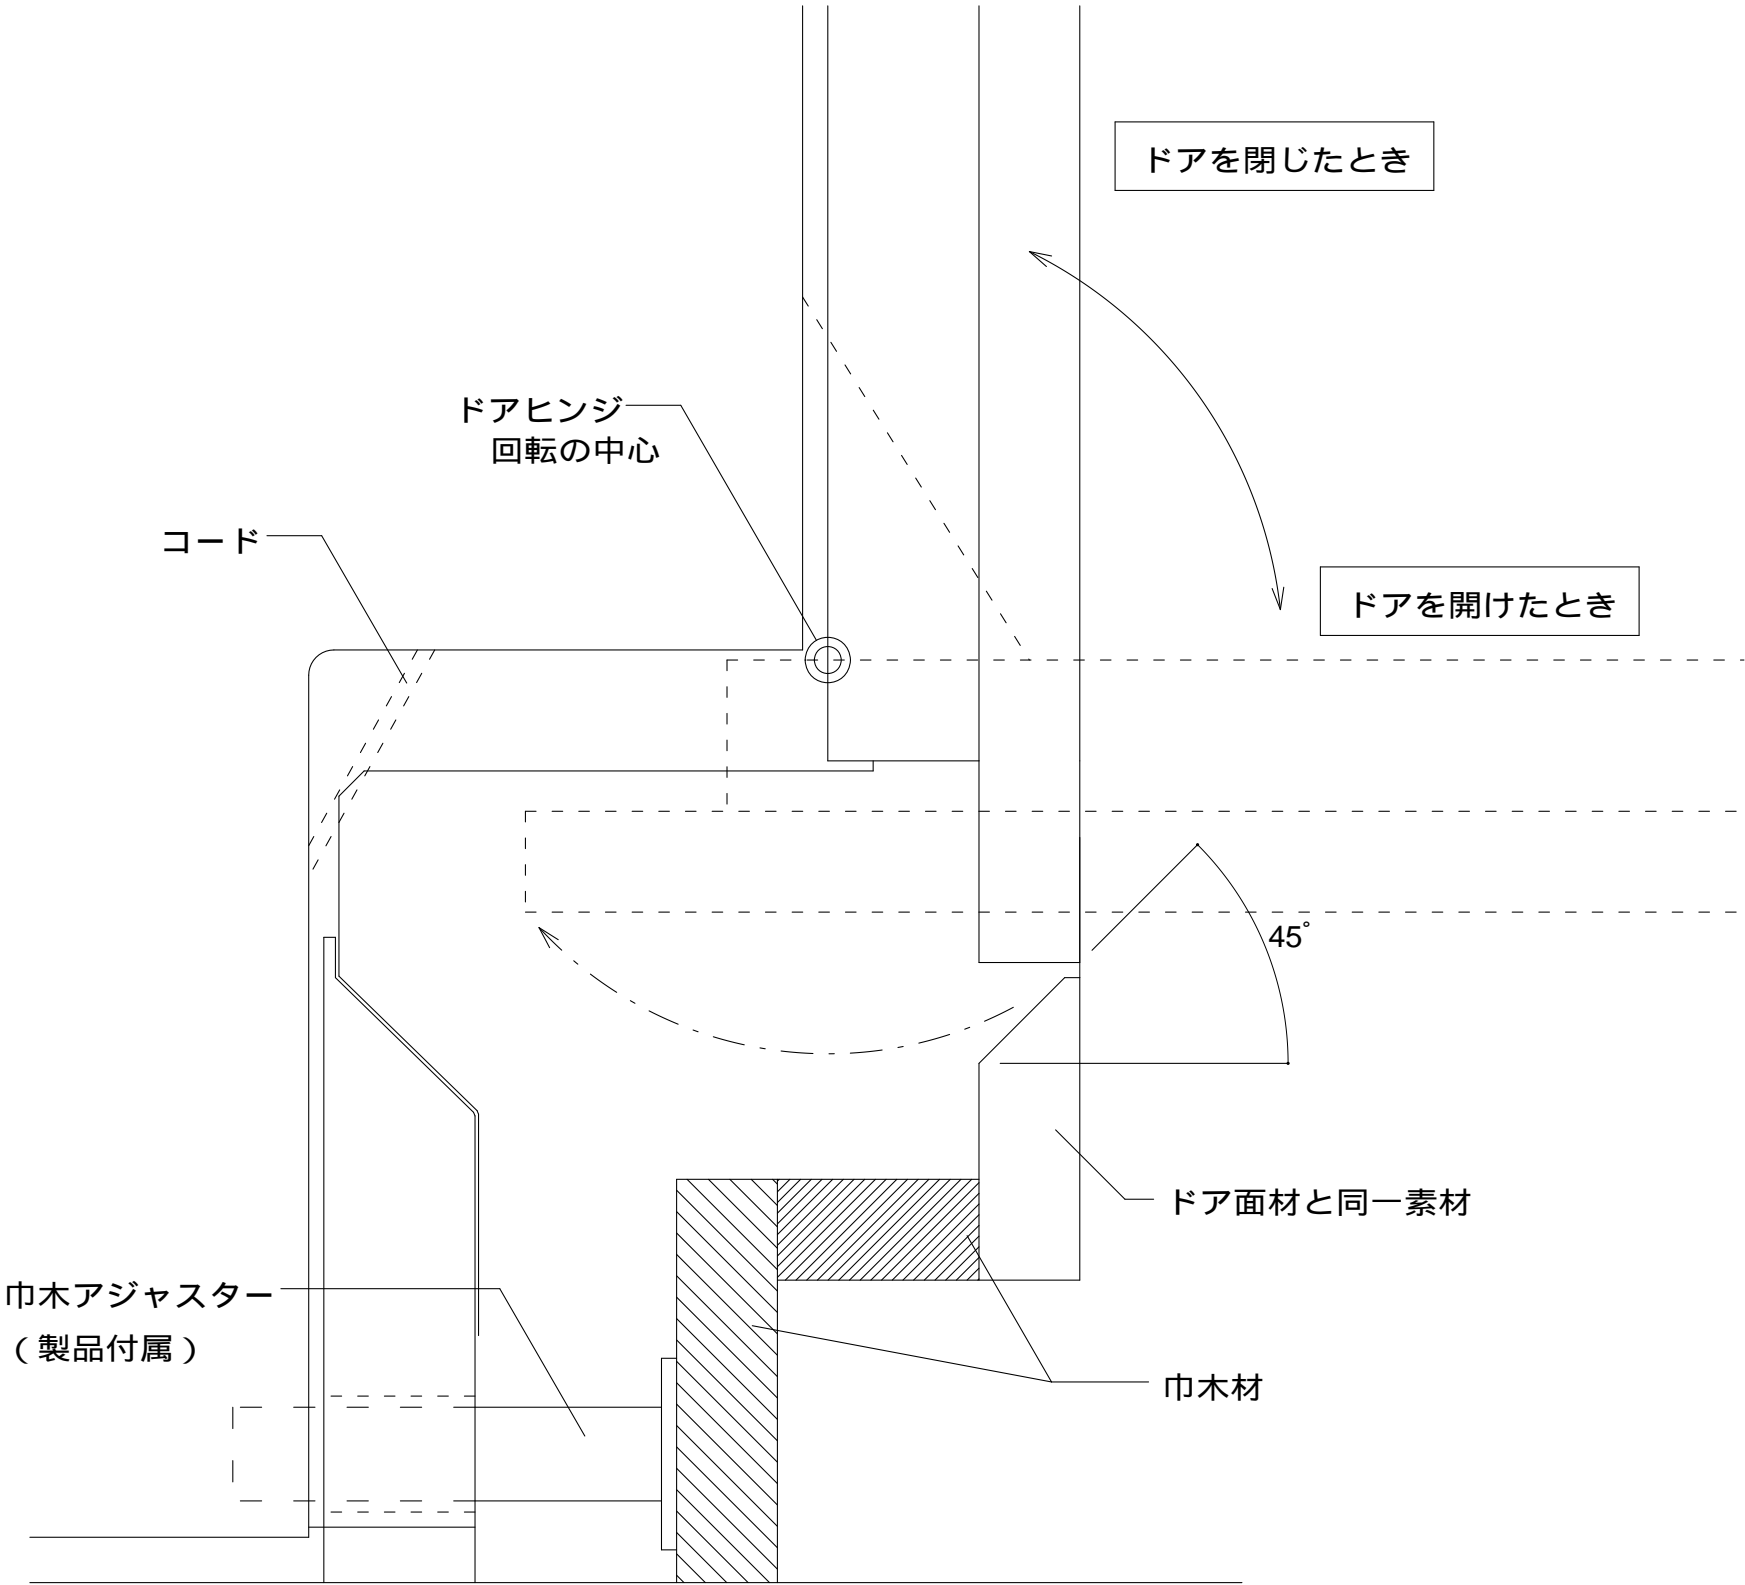 ドアを閉じたとき
ドアヒンジ
回転の中心
コード
ドアを開けたとき
45°
ドア面材と同一素材
巾木アジャスター
（製品付属）
巾木材